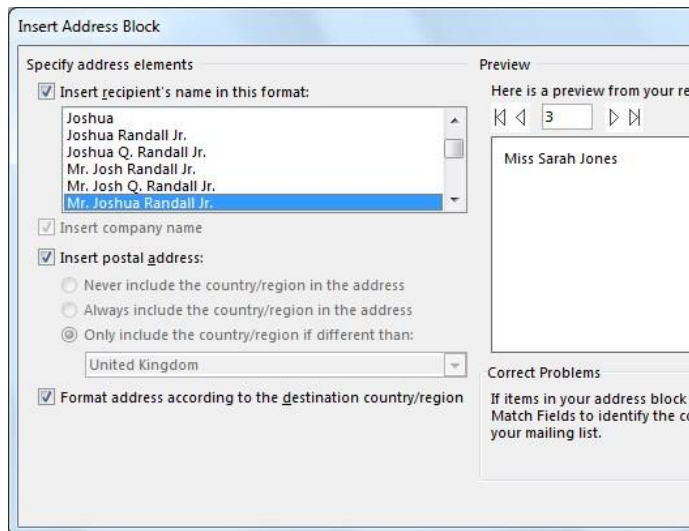 Insert Address Block
Specify address elements
Insert recipient's name in this format:
Joshua
Joshua Randall Jr.
Joshua Q. Randall Jr.
Mr. Josh Randall Jr.
Mr. Josh Q. Randall Jr.
Mr. Joshua Randall Jr.
Insert company name
Insert postal address:
Never include the country/region in the address
Always include the country/region in the address
Only include the country/region if different than:
United Kingdom
Format address according to the destination country/region
Preview
Here is a preview from your re
3
Miss Sarah Jones
Correct Problems
If items in your address block
Match Fields to identify the co
your mailing list.